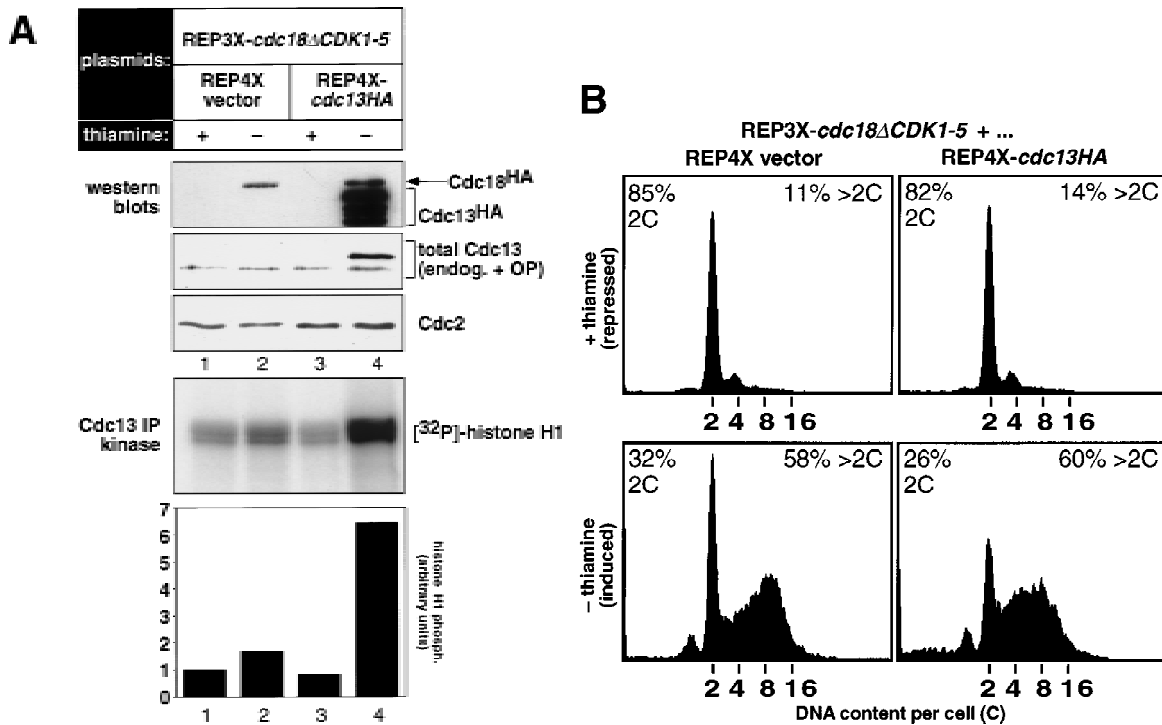 A
plasmids:
REP3X-cdc18ΔCDK1-5
REP4X
vector
REP4X-
cdc13HA
thiamine: + − + −
western
blots
Cdc18HA
Cdc13HA
total Cdc13
(endog. + OP)
Cdc2
1 2 3 4
Cdc13 IP
kinase
[32P]-histone H1
7
6
5
4
3
2
1
0
histone H1 phosph.
(arbitrary units)
1 2 3 4
B
REP3X-cdc18ΔCDK1-5 + ...
REP4X vector
REP4X-cdc13HA
+ thiamine
(repressed)
85%
2C
11% >2C
82%
2C
14% >2C
2 4 8 16
2 4 8 16
− thiamine
(induced)
32%
2C
58% >2C
26%
2C
60% >2C
2 4 8 16
2 4 8 16
DNA content per cell (C)